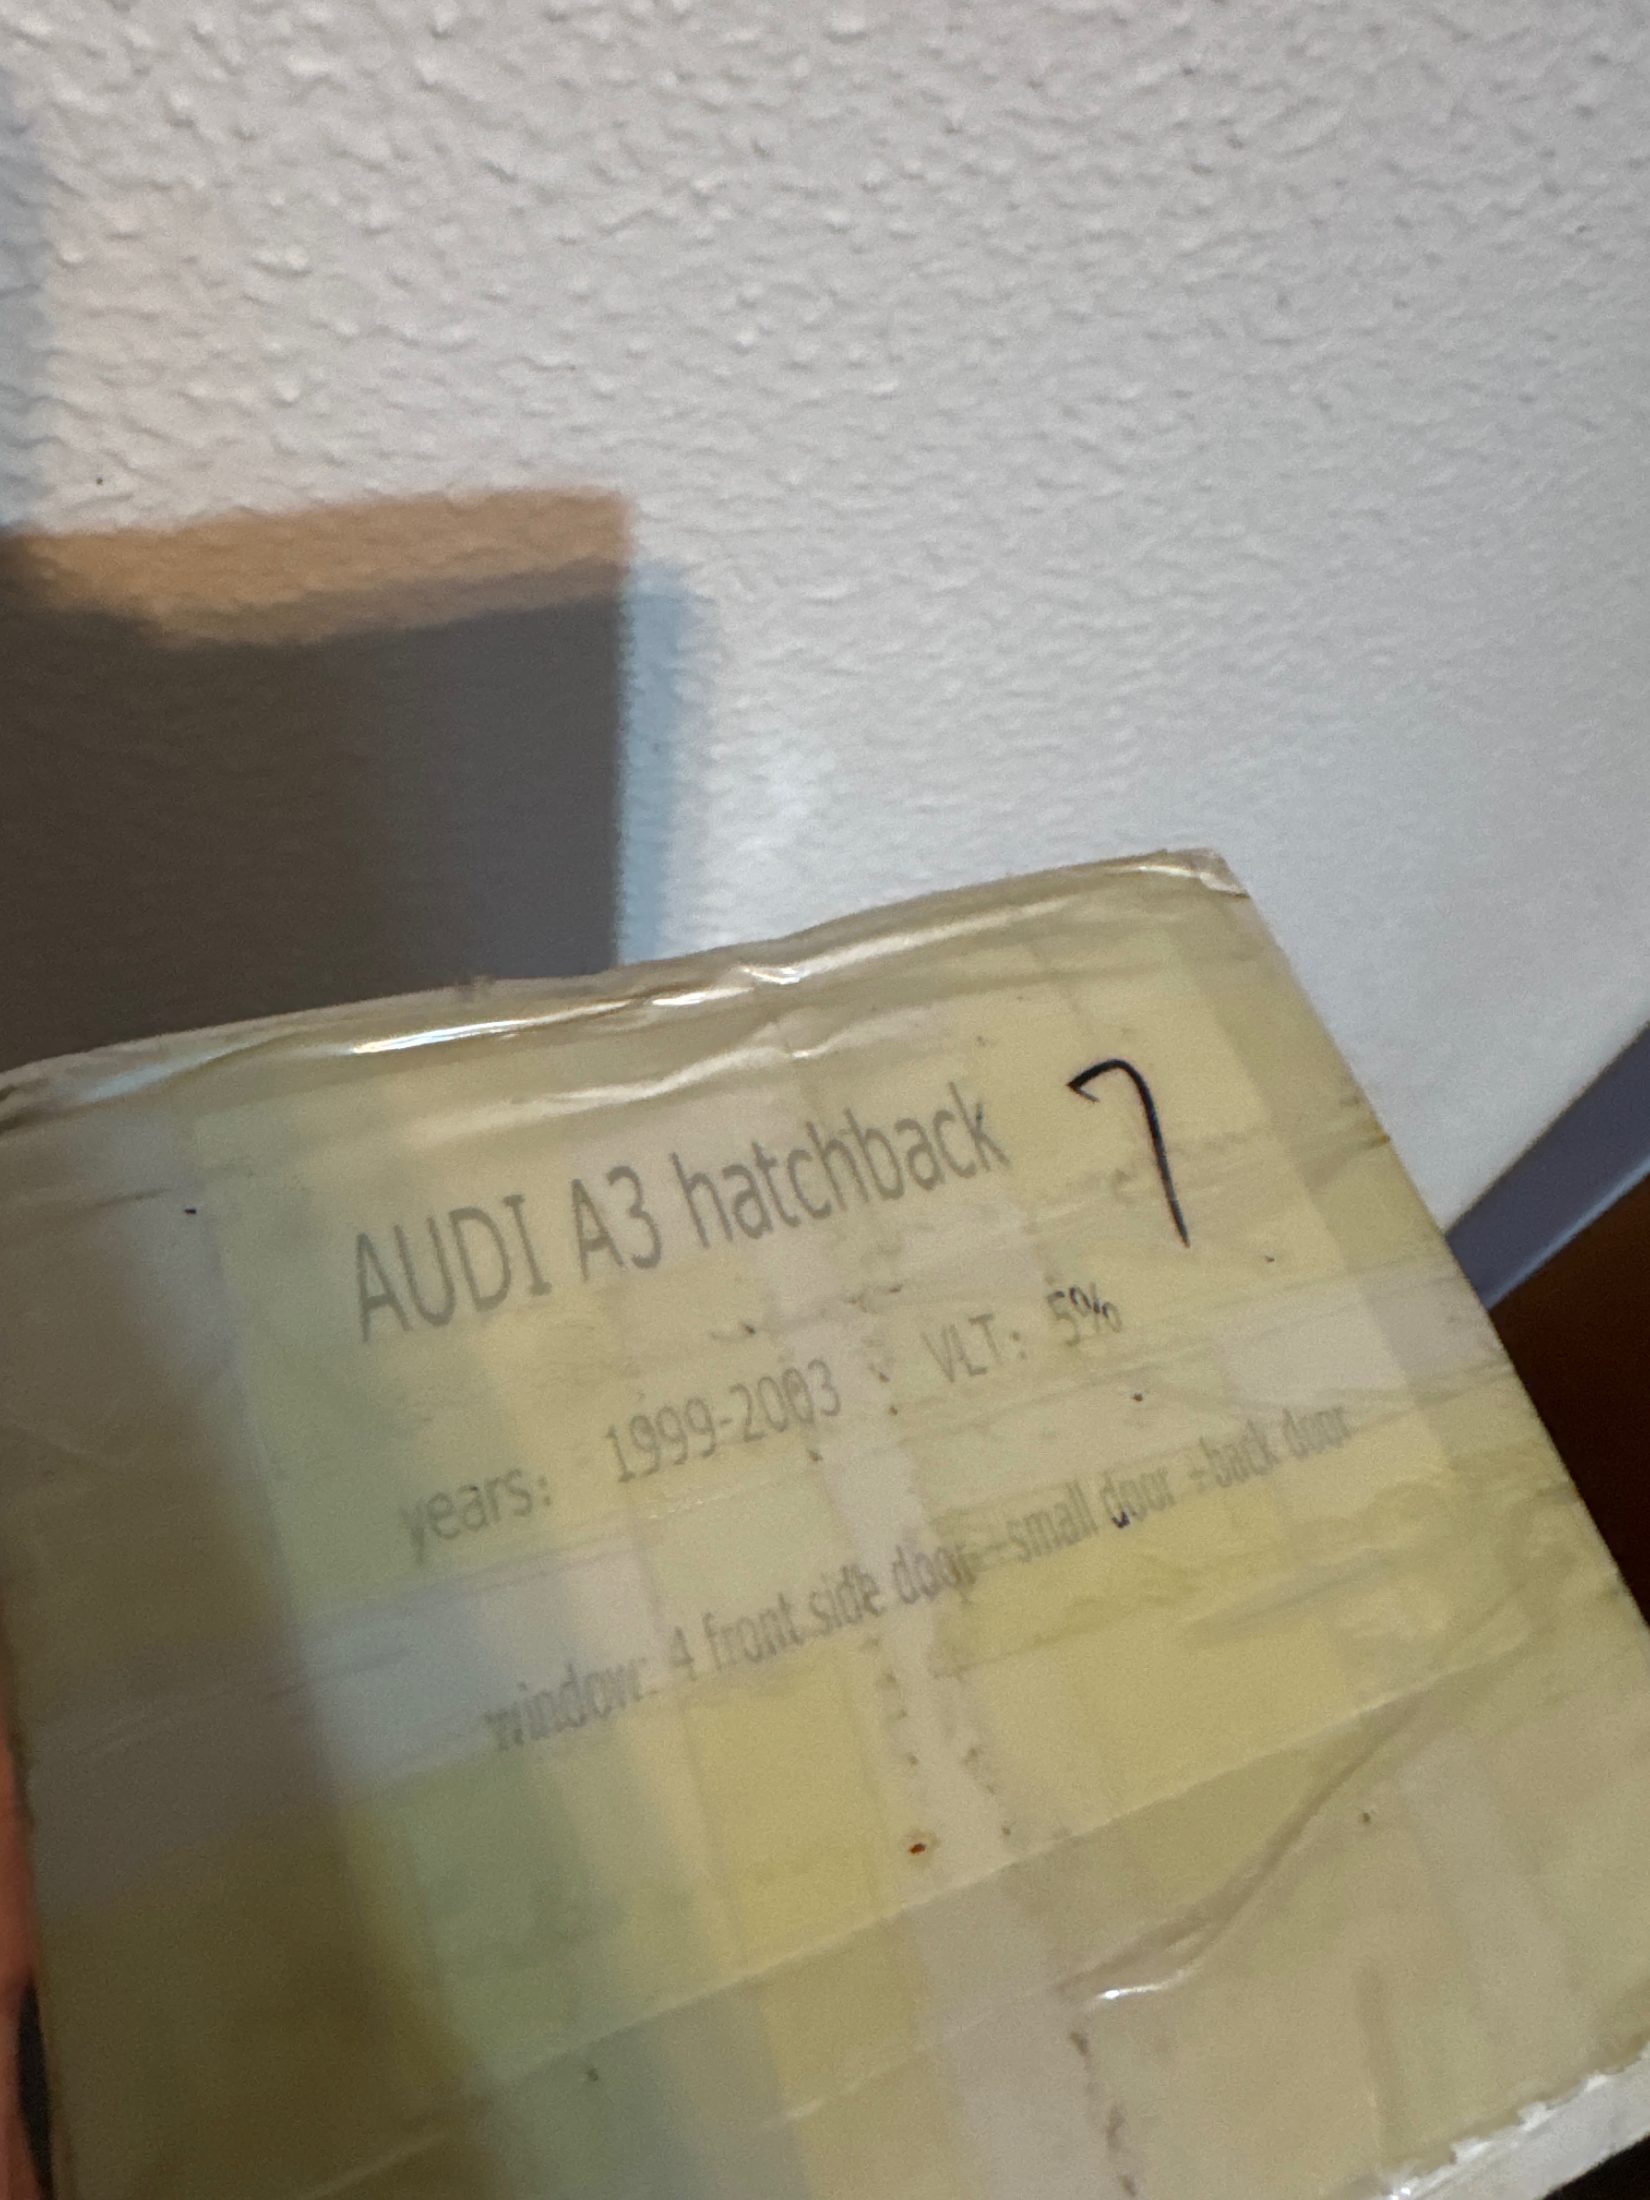 AUDI A3 hatchback 7
years: 1999-2003 VLT: 5%
window: 4 front side door+small door +back door